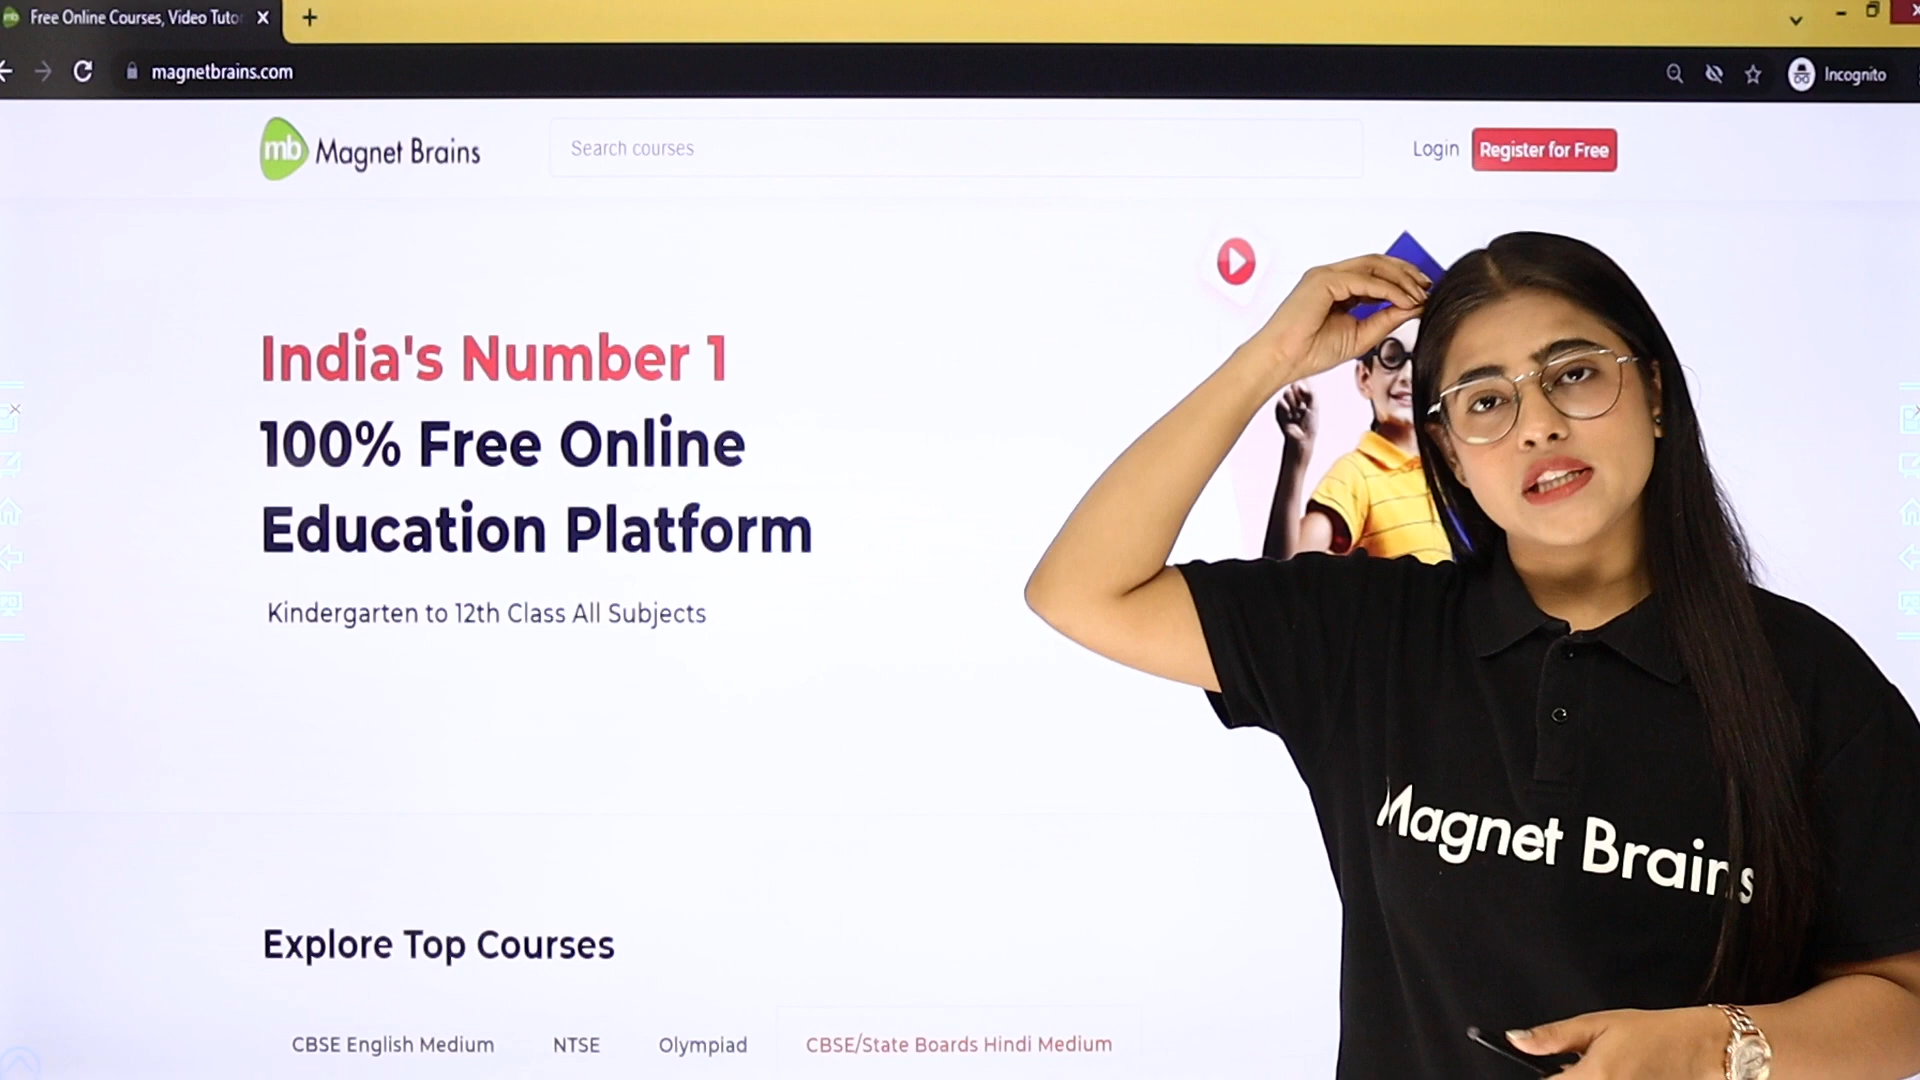 Free Online Courses, Video Tuto
magnetbrains.com
Incognito
mb Magnet Brains
Search courses
Login
Register for Free
India's Number 1
100% Free Online
Education Platform
Kindergarten to 12th Class All Subjects
Magnet Brains
Explore Top Courses
CBSE English Medium
NTSE
Olympiad
CBSE/State Boards Hindi Medium